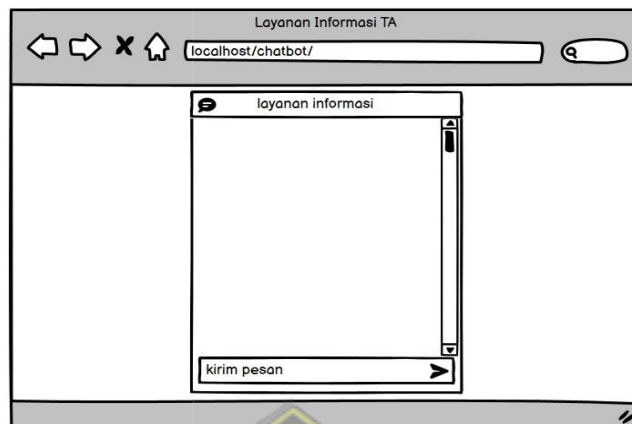 Layanan Informasi TA
localhost/chatbot/
layanan informasi
kirim pesan